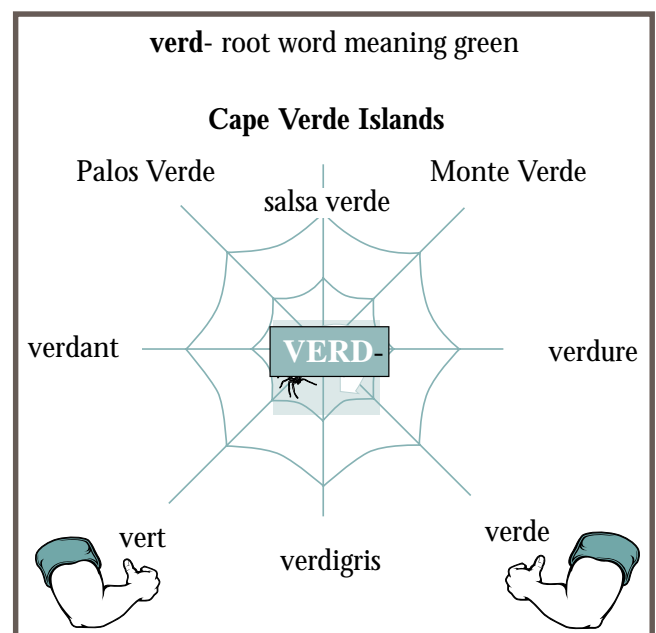 verd- root word meaning green
Cape Verde Islands
Palos Verde
Monte Verde
salsa verde
VERD-
verdant
verdure
vert
verde
verdigris